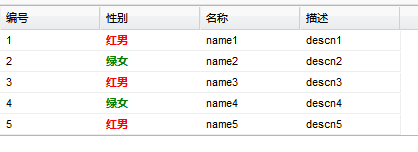 编号 性别 名称 描述
1 红男 name1 descn1
2 绿女 name2 descn2
3 红男 name3 descn3
4 绿女 name4 descn4
5 红男 name5 descn5